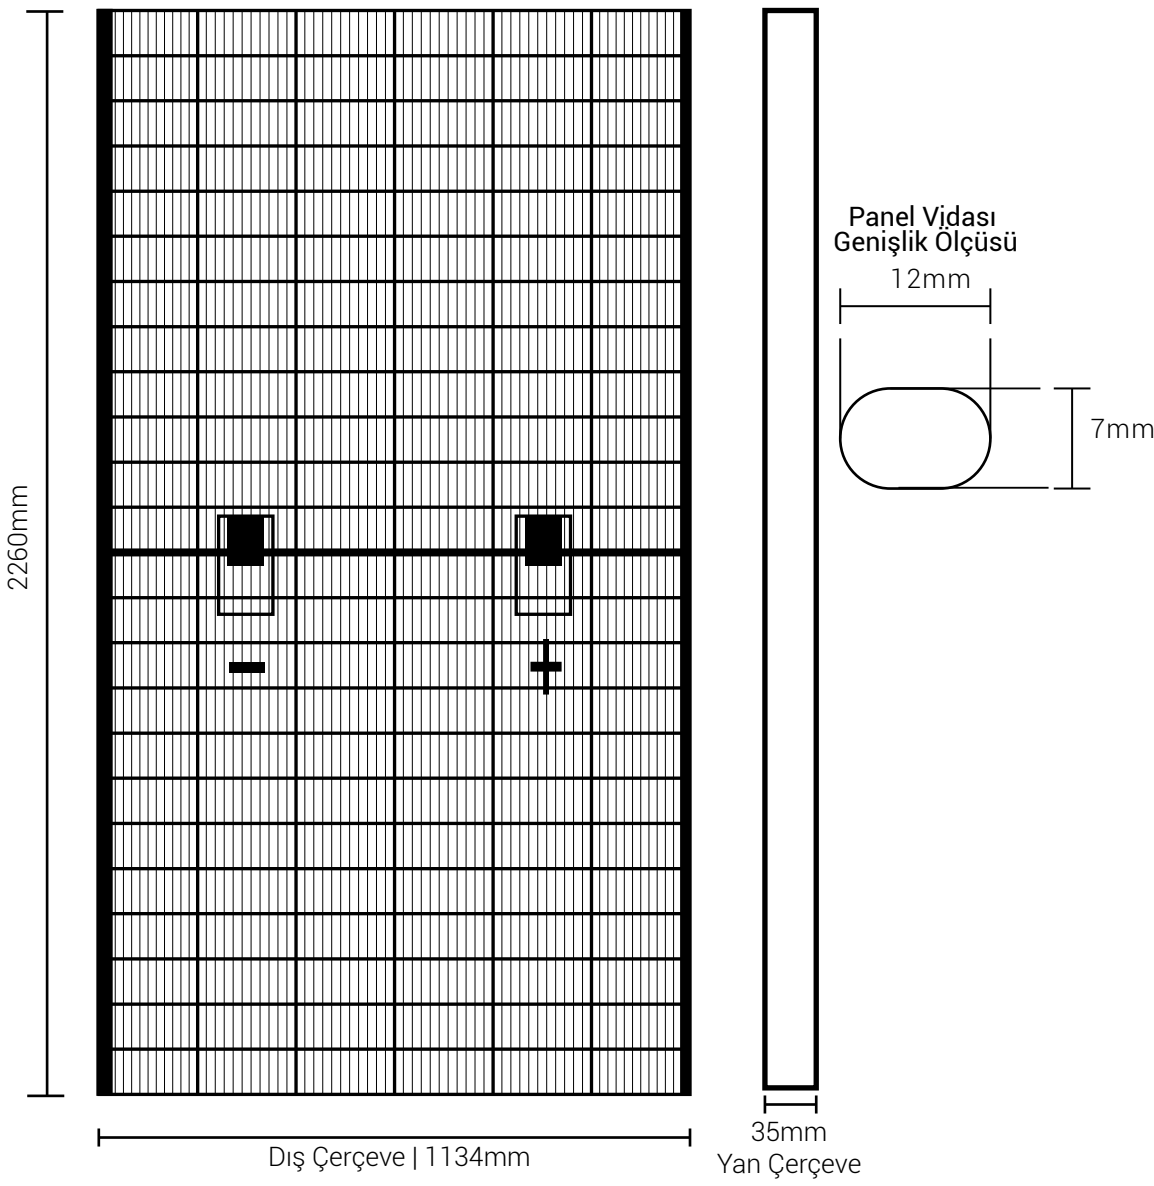 Panel Vidası
Genişlik Ölçüsü
12mm
7mm
2260mm
− +
Dış Çerçeve | 1134mm
35mm
Yan Çerçeve